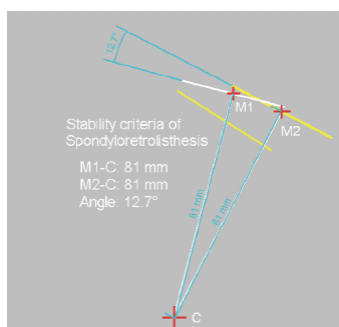 12.7°
M1
M2
Stability criteria of
Spondyloretrolisthesis
M1-C: 81 mm
M2-C: 81 mm
Angle: 12.7°
81 mm
81 mm
C